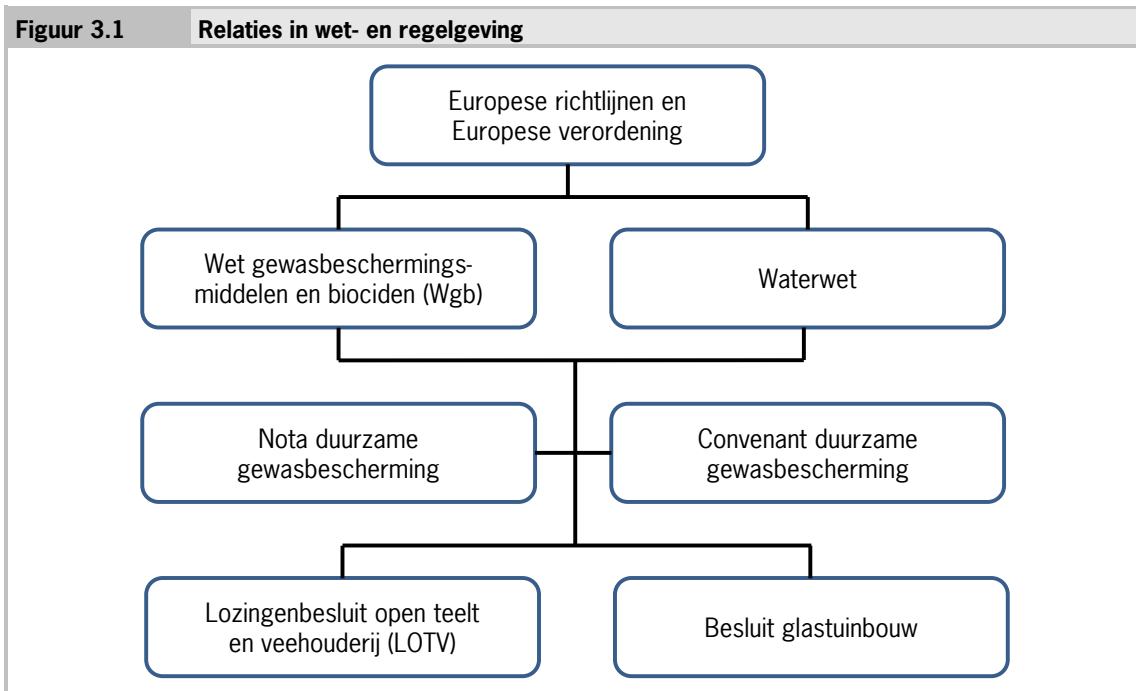 Figuur 3.1 Relaties in wet- en regelgeving
Europese richtlijnen en
Europese verordening
Wet gewasbeschermings-
middelen en biociden (Wgb)
Waterwet
Nota duurzame
gewasbescherming
Convenant duurzame
gewasbescherming
Lozingenbesluit open teelt
en veehouderij (LOTV)
Besluit glastuinbouw